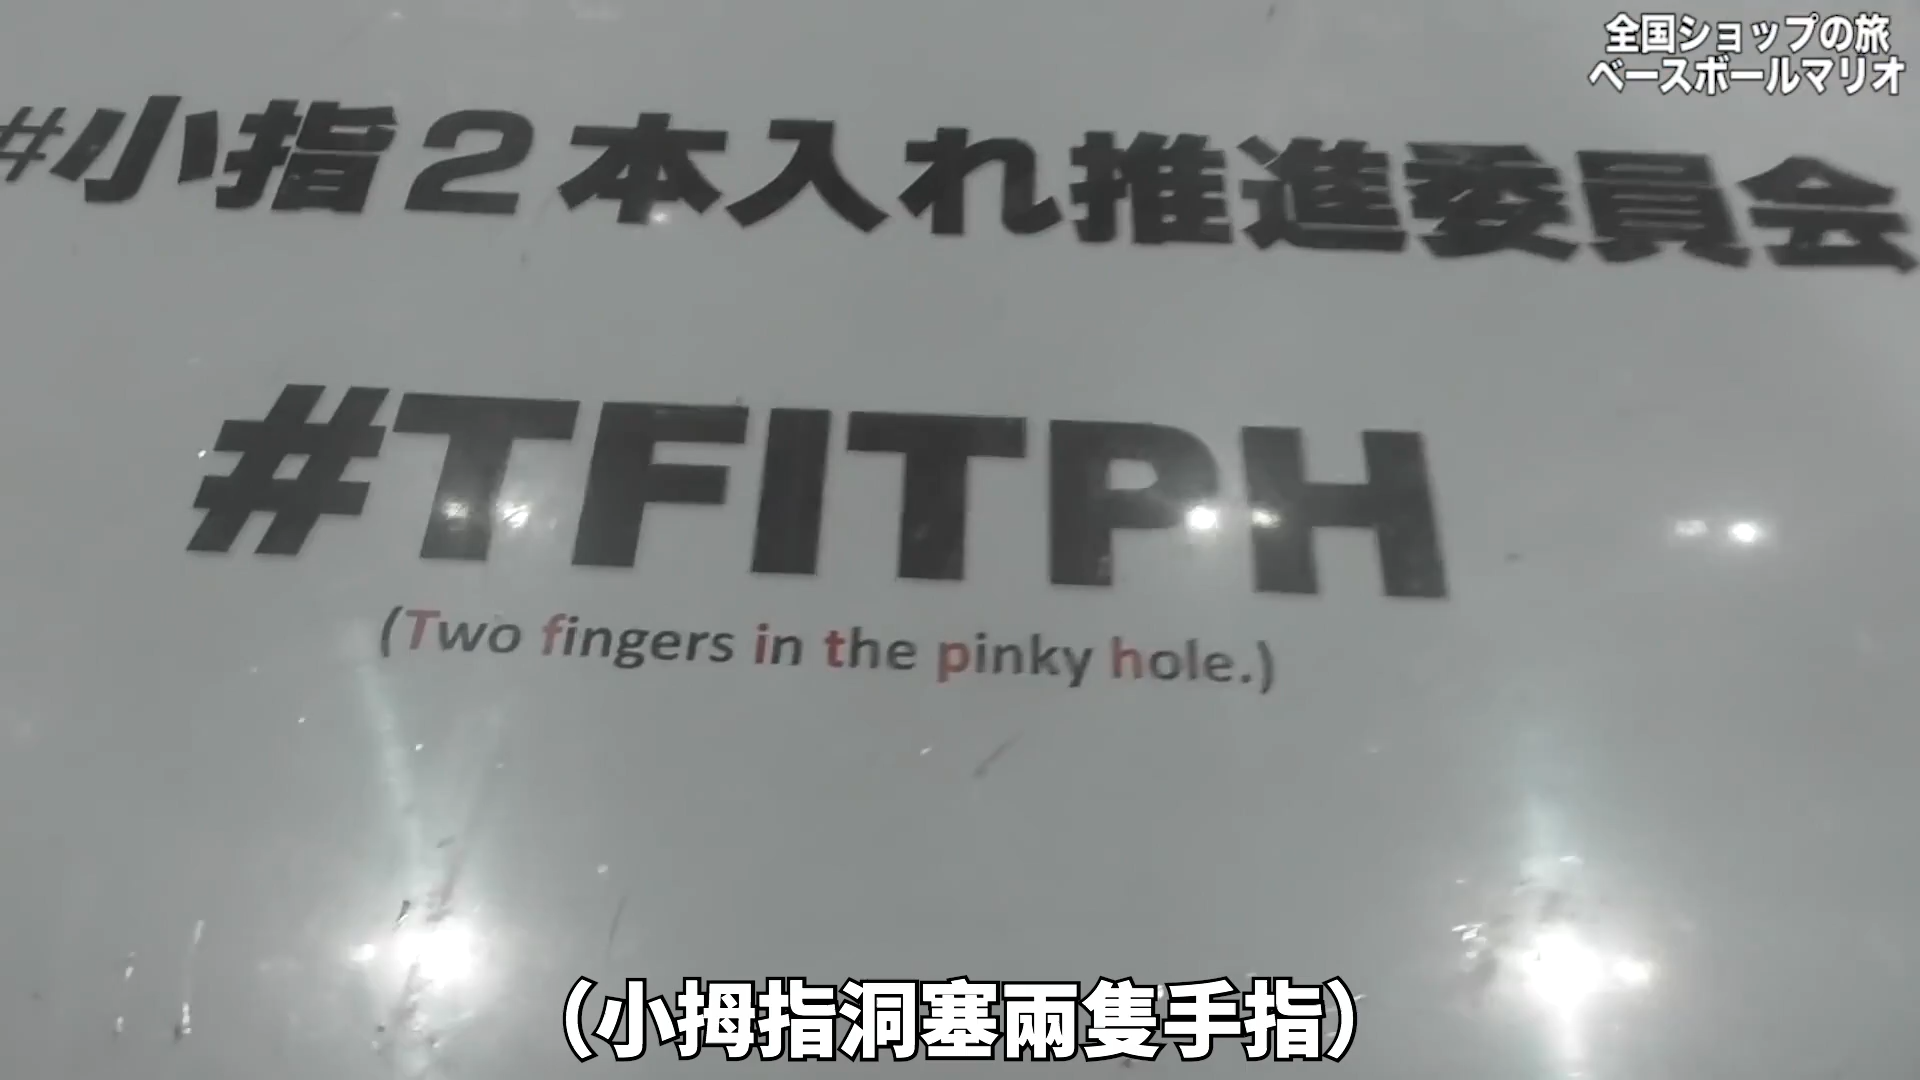 全国ショップの旅
ベースボールマリオ
#小指2本入れ推進委員会
#TFITPH
(Two fingers in the pinky hole.)
（小拇指洞塞兩隻手指）